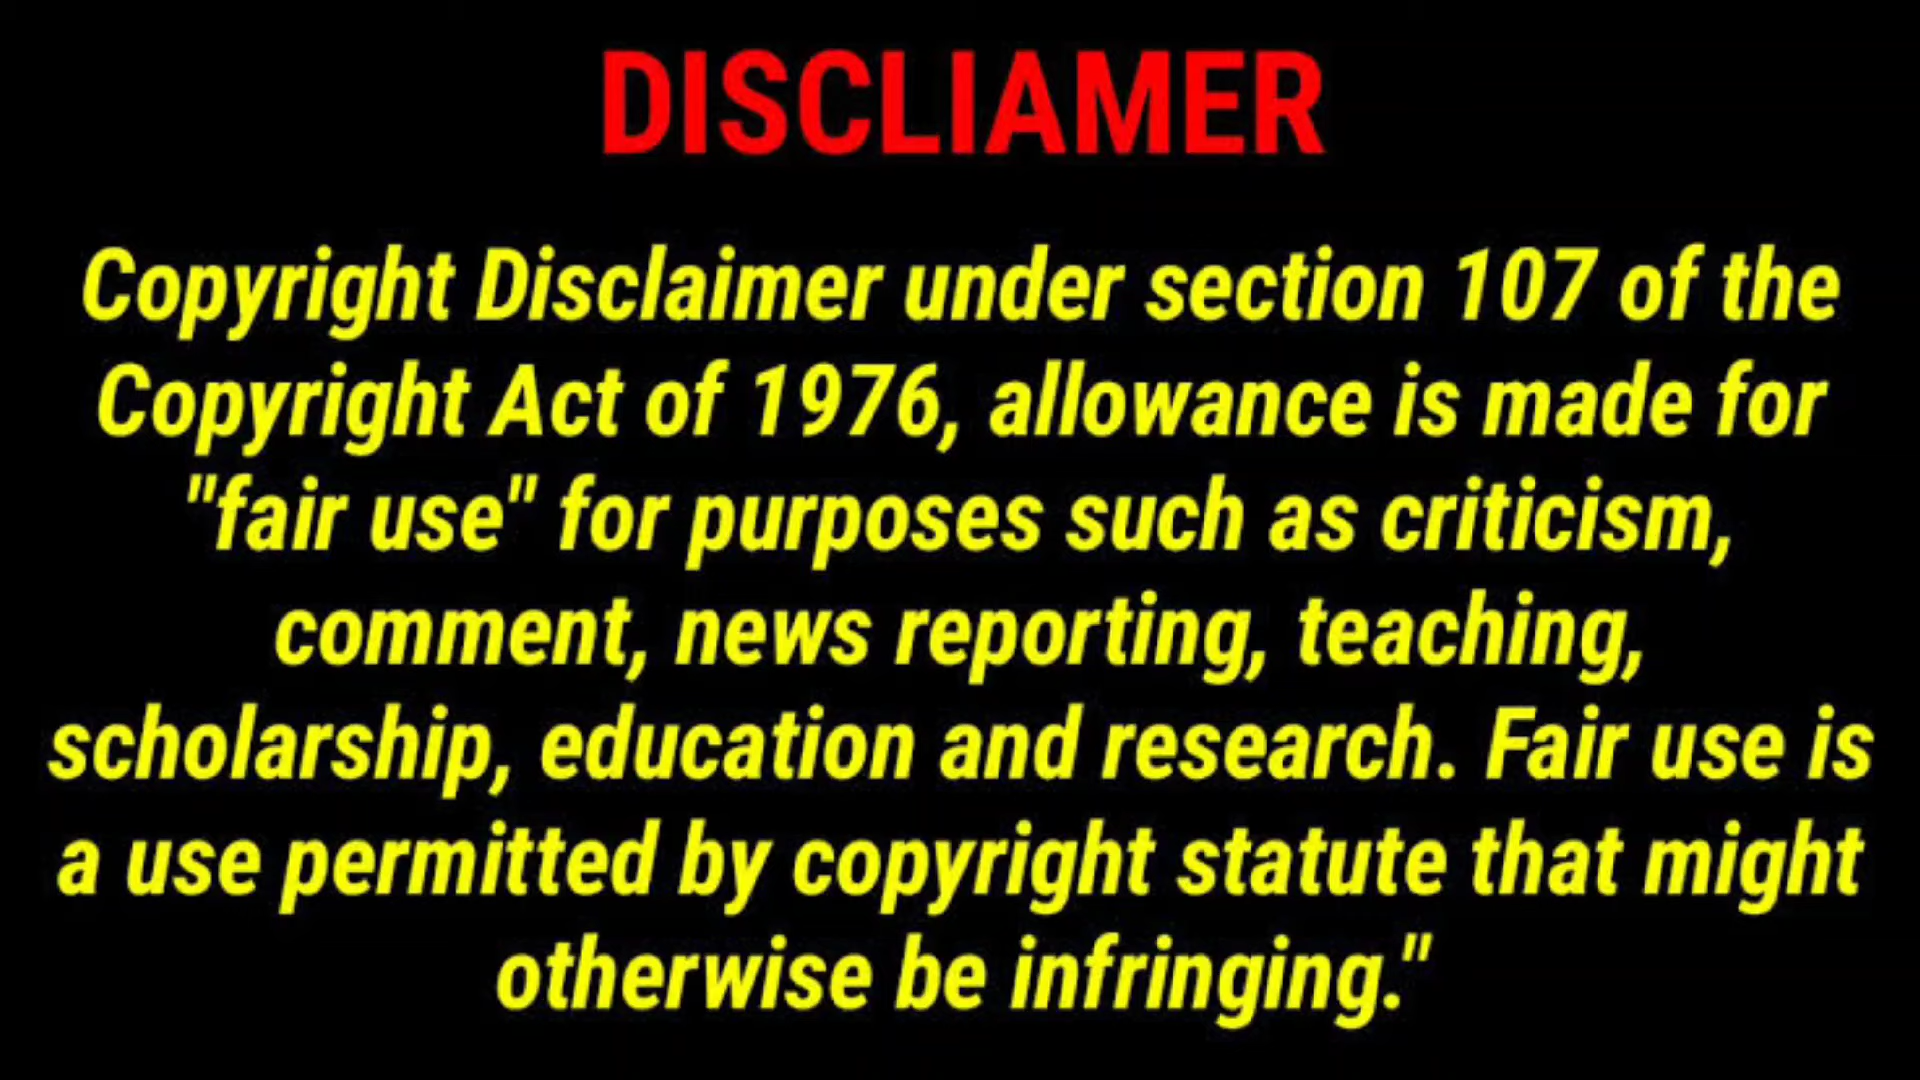 DISCLIAMER
Copyright Disclaimer under section 107 of the
Copyright Act of 1976, allowance is made for
"fair use" for purposes such as criticism,
comment, news reporting, teaching,
scholarship, education and research. Fair use is
a use permitted by copyright statute that might
otherwise be infringing."